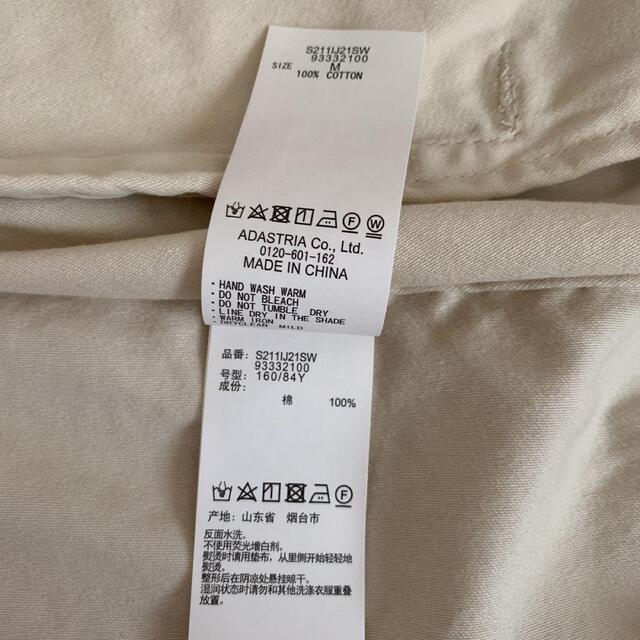 S211IJ21SW
93332100
SIZE M
100% COTTON
ADASTRIA Co., Ltd.
0120-601-162
MADE IN CHINA
・HAND WASH WARM
・DO NOT BLEACH
・DO NOT TUMBLE DRY
・LINE DRY IN THE SHADE
・WARM IRON
・DRYCLEAN MILD
品番: S211IJ21SW
93332100
号型: 160/84Y
成份:
棉 100%
产地: 山东省 烟台市
反面水洗。
不使用荧光增白剂。
熨烫时请用垫布，从里侧开始轻轻地
熨烫。
整形后在阴凉处悬挂晾干。
湿润状态时请勿和其他洗涤衣服重叠
放置。